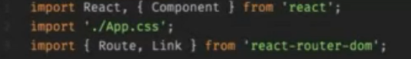 import React, { Component } from 'react';
import './App.css';
import { Route, Link } from 'react-router-dom';